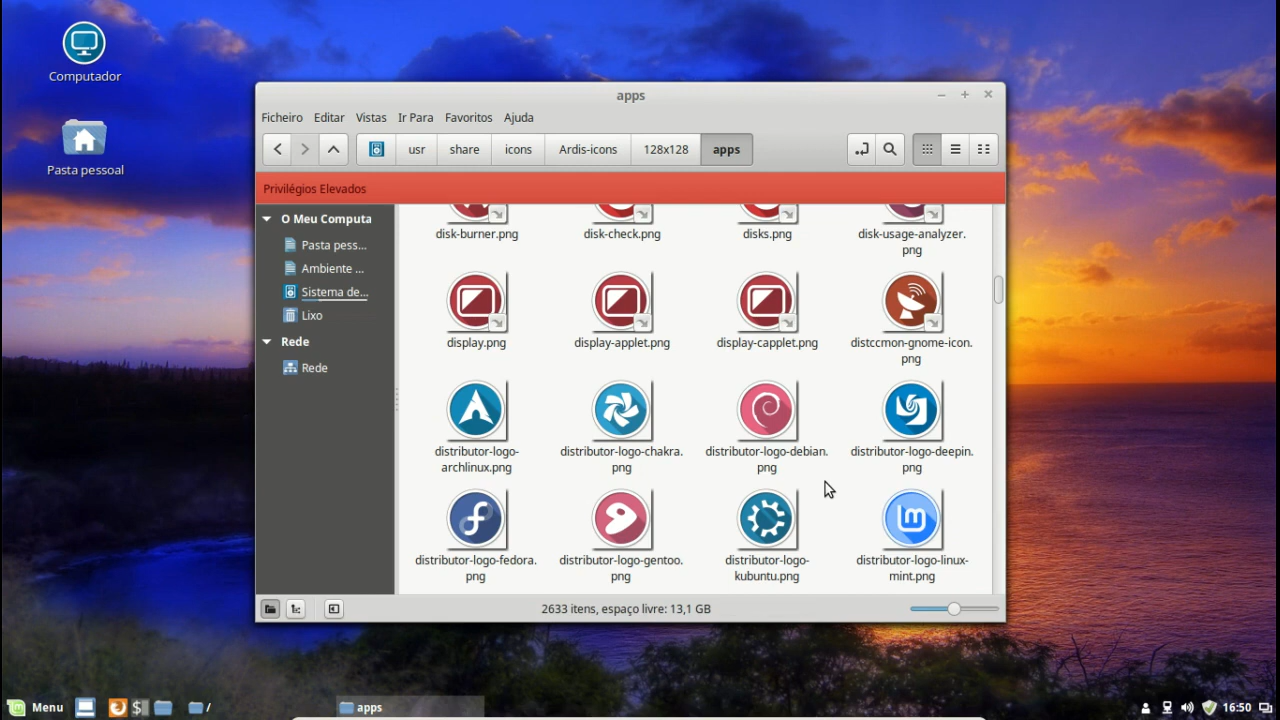 Computador
Pasta pessoal
apps
Ficheiro Editar Vistas Ir Para Favoritos Ajuda
usr share icons Ardis-icons 128x128 apps
Privilégios Elevados
O Meu Computa
Pasta pess...
Ambiente ...
Sistema de...
Lixo
Rede
Rede
disk-burner.png
disk-check.png
disks.png
disk-usage-analyzer.
png
display.png
display-applet.png
display-capplet.png
distccmon-gnome-icon.
png
distributor-logo-
archlinux.png
distributor-logo-chakra.
png
distributor-logo-debian.
png
distributor-logo-deepin.
png
distributor-logo-fedora.
png
distributor-logo-gentoo.
png
distributor-logo-
kubuntu.png
distributor-logo-linux-
mint.png
2633 itens, espaço livre: 13,1 GB
Menu $ / apps 16:50